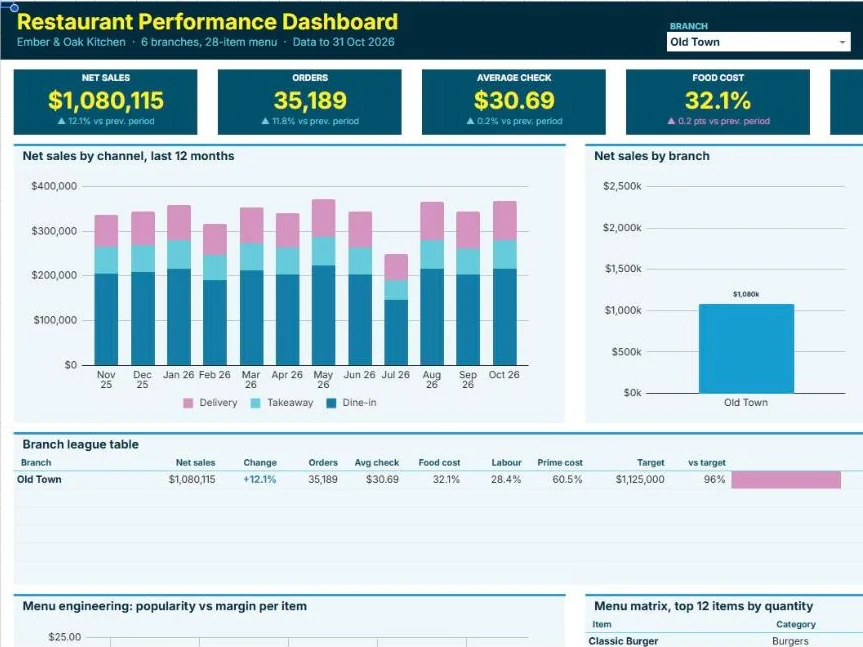 Restaurant Performance Dashboard
Ember & Oak Kitchen · 6 branches, 28-item menu · Data to 31 Oct 2026
BRANCH
Old Town
NET SALES
$1,080,115
▲ 12.1% vs prev. period
ORDERS
35,189
▲ 11.8% vs prev. period
AVERAGE CHECK
$30.69
▲ 0.2% vs prev. period
FOOD COST
32.1%
▲ 0.2 pts vs prev. period
Net sales by channel, last 12 months
$400,000
$300,000
$200,000
$100,000
$0
Nov 25 Dec 25 Jan 26 Feb 26 Mar 26 Apr 26 May 26 Jun 26 Jul 26 Aug 26 Sep 26 Oct 26
Delivery Takeaway Dine-in
Net sales by branch
$2,500k
$2,000k
$1,500k
$1,000k
$500k
$0k
$1,080k
Old Town
Branch league table
Branch Net sales Change Orders Avg check Food cost Labour Prime cost Target vs target
Old Town $1,080,115 +12.1% 35,189 $30.69 32.1% 28.4% 60.5% $1,125,000 96%
Menu engineering: popularity vs margin per item
$25.00
Menu matrix, top 12 items by quantity
Item Category
Classic Burger Burgers